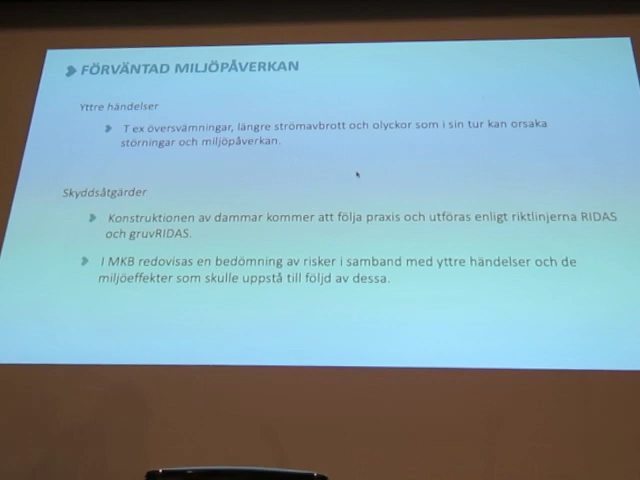 FÖRVÄNTAD MILJÖPÅVERKAN
Yttre händelser
T ex översvämningar, längre strömavbrott och olyckor som i sin tur kan orsaka
störningar och miljöpåverkan.
Skyddsåtgärder
Konstruktionen av dammar kommer att följa praxis och utföras enligt riktlinjerna RIDAS
och gruvRIDAS.
I MKB redovisas en bedömning av risker i samband med yttre händelser och de
miljöeffekter som skulle uppstå till följd av dessa.